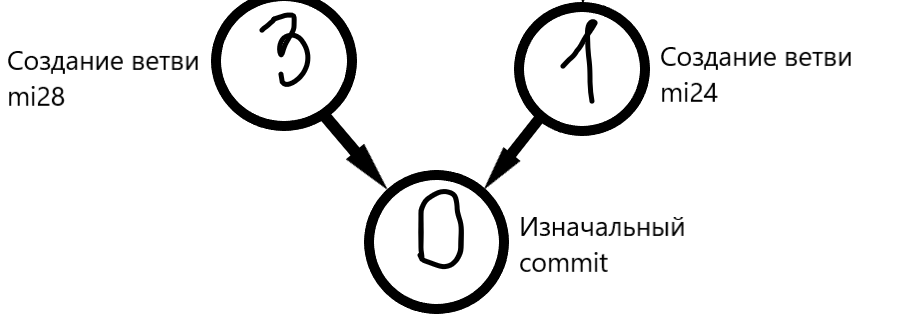 3
1
Создание ветви
mi28
Создание ветви
mi24
0
Изначальный
commit